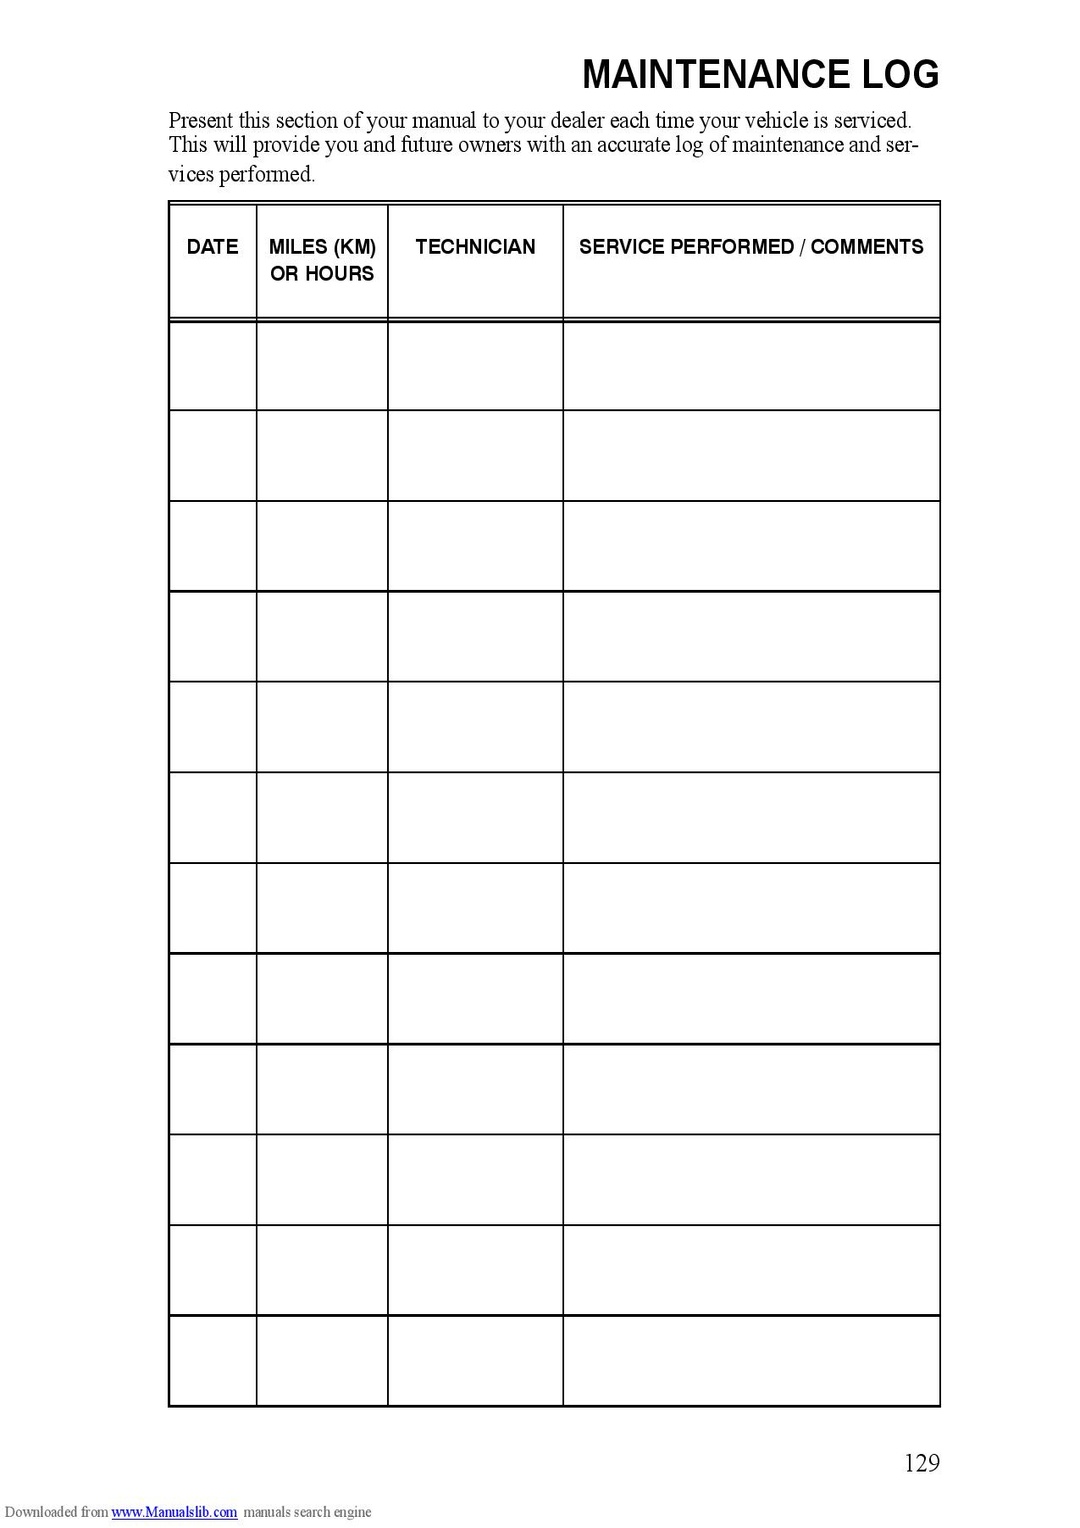 MAINTENANCE LOG
Present this section of your manual to your dealer each time your vehicle is serviced.
This will provide you and future owners with an accurate log of maintenance and ser-
vices performed.
DATE
MILES (KM)
OR HOURS
TECHNICIAN
SERVICE PERFORMED / COMMENTS
129
Downloaded from www.Manualslib.com manuals search engine